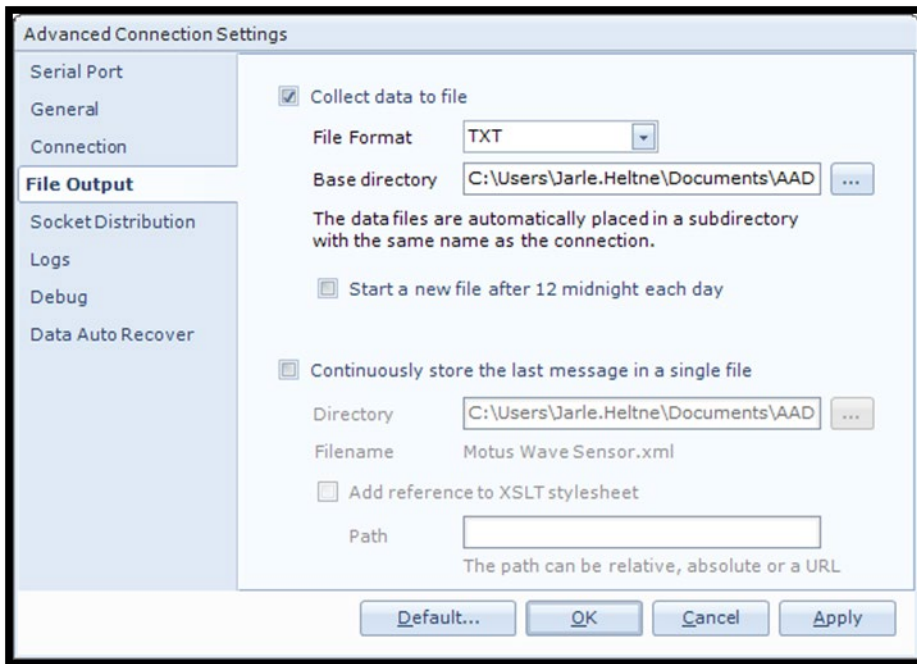 Advanced Connection Settings
Serial Port
General
Connection
File Output
Socket Distribution
Logs
Debug
Data Auto Recover
Collect data to file
File Format TXT
Base directory C:\Users\Jarle.Heltne\Documents\AAD ...
The data files are automatically placed in a subdirectory
with the same name as the connection.
Start a new file after 12 midnight each day
Continuously store the last message in a single file
Directory C:\Users\Jarle.Heltne\Documents\AAD ...
Filename Motus Wave Sensor.xml
Add reference to XSLT stylesheet
Path
The path can be relative, absolute or a URL
Default... OK Cancel Apply